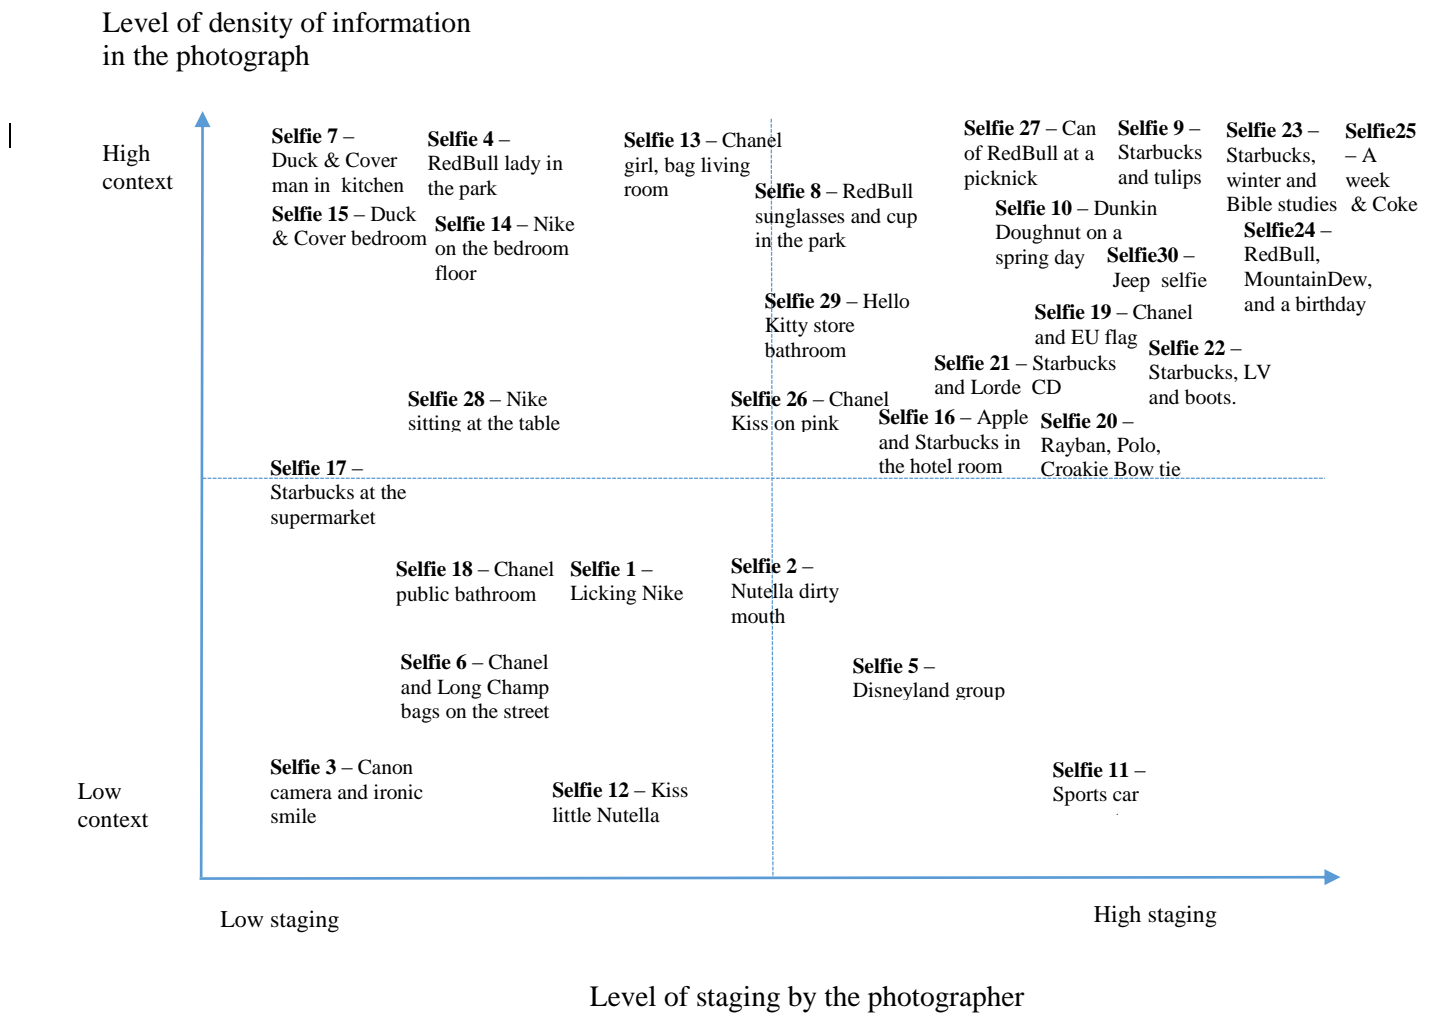 Level of density of information
in the photograph
High
context
Selfie 7 –
Duck & Cover
man in kitchen
Selfie 15 – Duck
& Cover bedroom
Selfie 4 –
RedBull lady in
the park
Selfie 14 – Nike
on the bedroom
floor
Selfie 13 – Chanel
girl, bag living
room
Selfie 8 – RedBull
sunglasses and cup
in the park
Selfie 27 – Can
of RedBull at a
picknick
Selfie 9 –
Starbucks
and tulips
Selfie 23 –
Starbucks,
winter and
Bible studies
Selfie25
– A
week
& Coke
Selfie 10 – Dunkin
Doughnut on a
spring day
Selfie30 –
Jeep selfie
Selfie24 –
RedBull,
MountainDew,
and a birthday
Selfie 29 – Hello
Kitty store
bathroom
Selfie 19 – Chanel
and EU flag
Selfie 21 – Starbucks
and Lorde CD
Selfie 22 –
Starbucks, LV
and boots.
Selfie 28 – Nike
sitting at the table
Selfie 26 – Chanel
Kiss on pink
Selfie 16 – Apple
and Starbucks in
the hotel room
Selfie 20 –
Rayban, Polo,
Croakie Bow tie
Selfie 17 –
Starbucks at the
supermarket
Selfie 18 – Chanel
public bathroom
Selfie 1 –
Licking Nike
Selfie 2 –
Nutella dirty
mouth
Selfie 6 – Chanel
and Long Champ
bags on the street
Selfie 5 –
Disneyland group
Selfie 3 – Canon
camera and ironic
smile
Selfie 12 – Kiss
little Nutella
Selfie 11 –
Sports car
Low
context
Low staging
High staging
Level of staging by the photographer